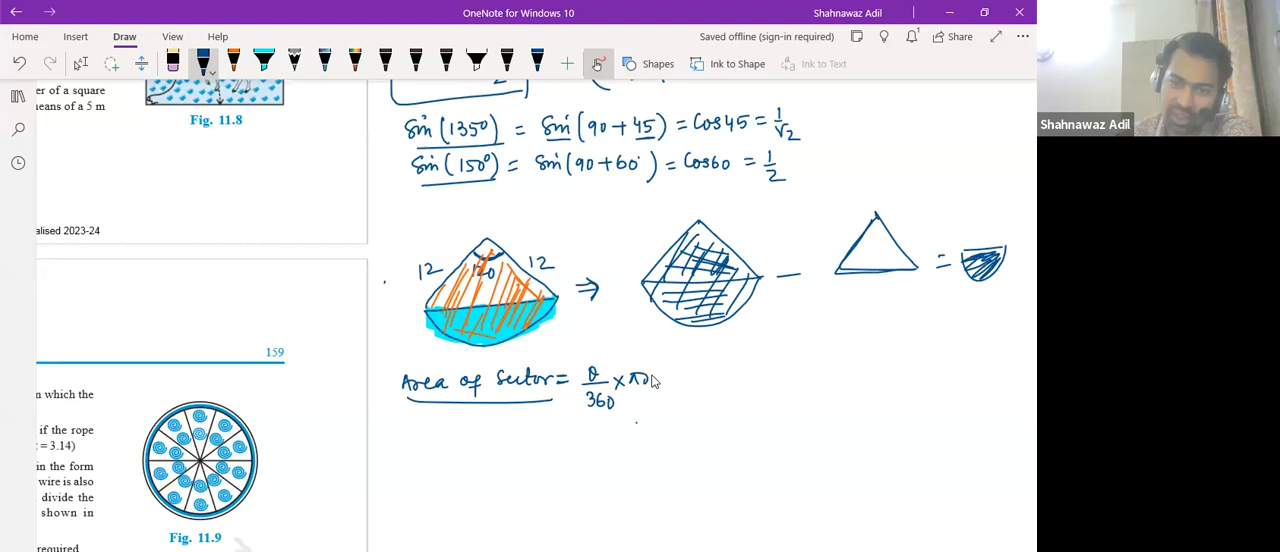 OneNote for Windows 10
Shahnawaz Adil
Home Insert Draw View Help
Saved offline (sign-in required)
Share
Shapes
Ink to Shape
Ink to Text
er of a square
neans of a 5 m
Fig. 11.8
alised 2023-24
159
n which the
if the rope
= 3.14)
in the form
wire is also
divide the
shown in
Fig. 11.9
required
Sin(135°) = Sin(90+45) = Cos45 = 1/√2
Sin(150°) = Sin(90+60°) = Cos60 = 1/2
12 120 12 ⇒ − =
Area of Sector = θ/360 × π
Shahnawaz Adil